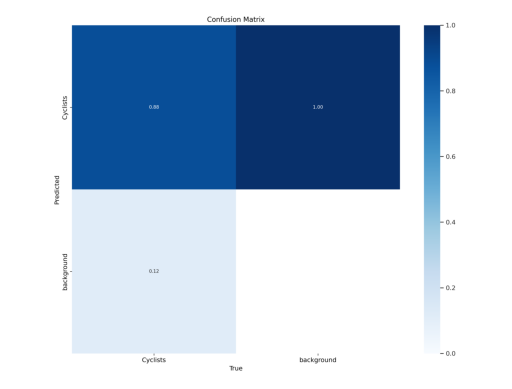 Confusion Matrix
1.0
0.8
0.6
0.4
0.2
0.0
Cyclists
background
Predicted
0.88
1.00
0.12
Cyclists
background
True